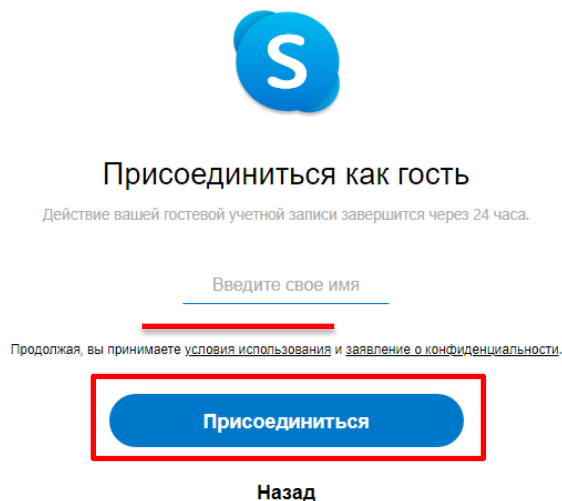 S
Присоединиться как гость
Действие вашей гостевой учетной записи завершится через 24 часа.
Введите свое имя
Продолжая, вы принимаете условия использования и заявление о конфиденциальности.
Присоединиться
Назад